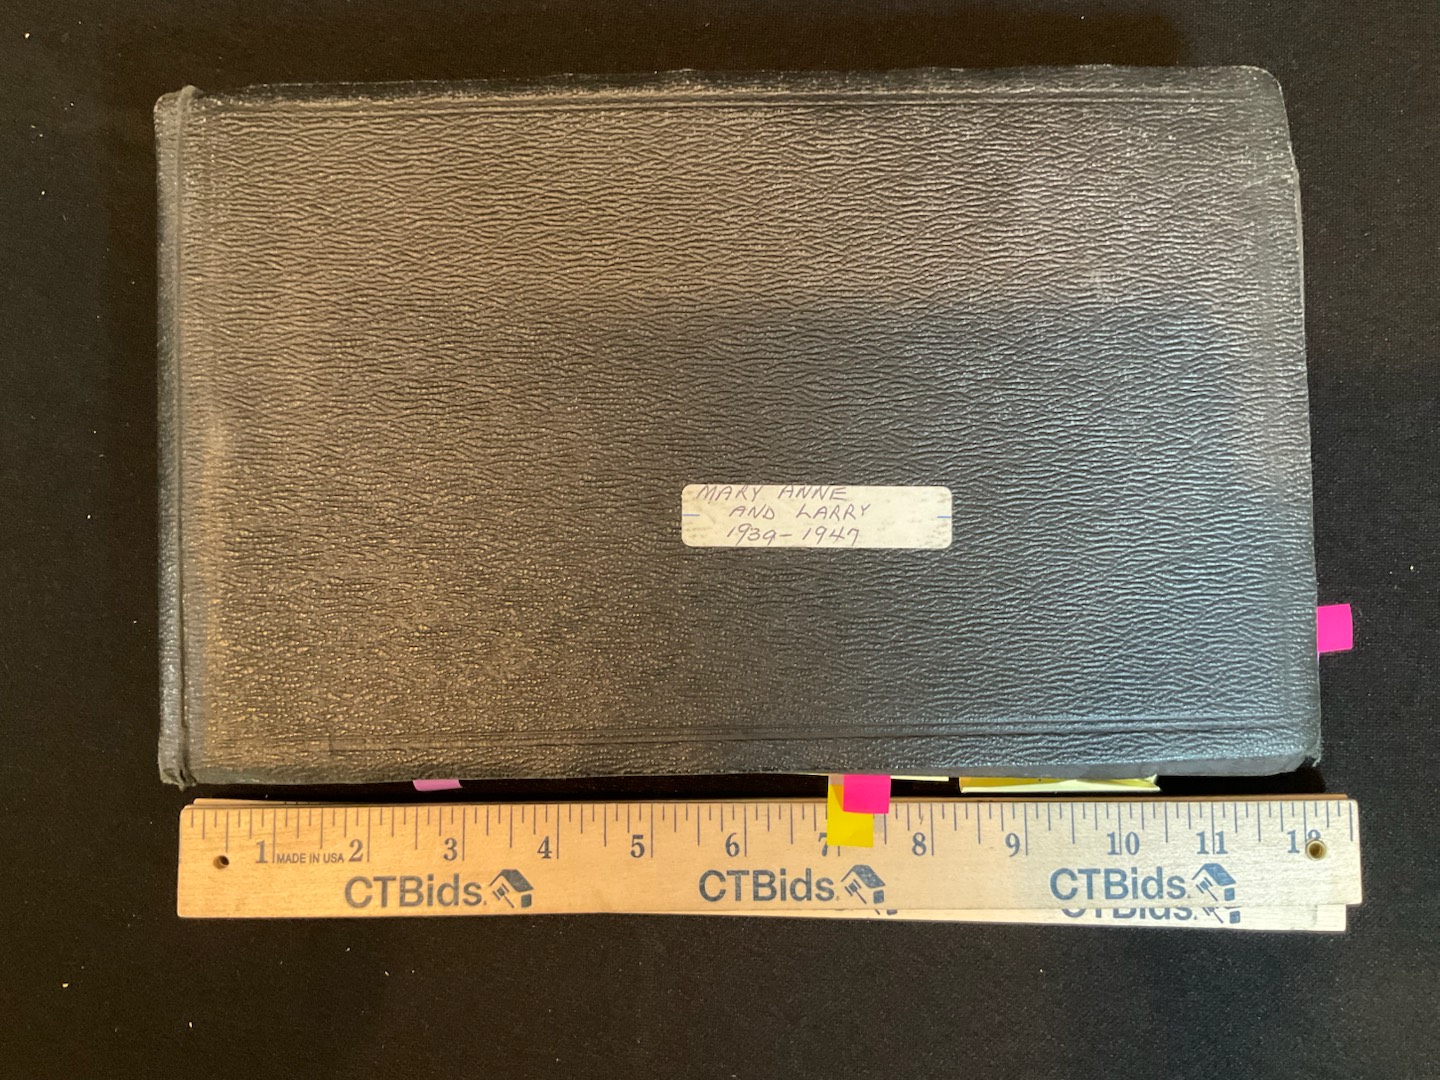 MARY ANNE
AND LARRY
1939-1947
1 MADE IN USA 2 3 4 5 6 7 8 9 10 11 12
CTBids. CTBids. CTBids.
CTBids.